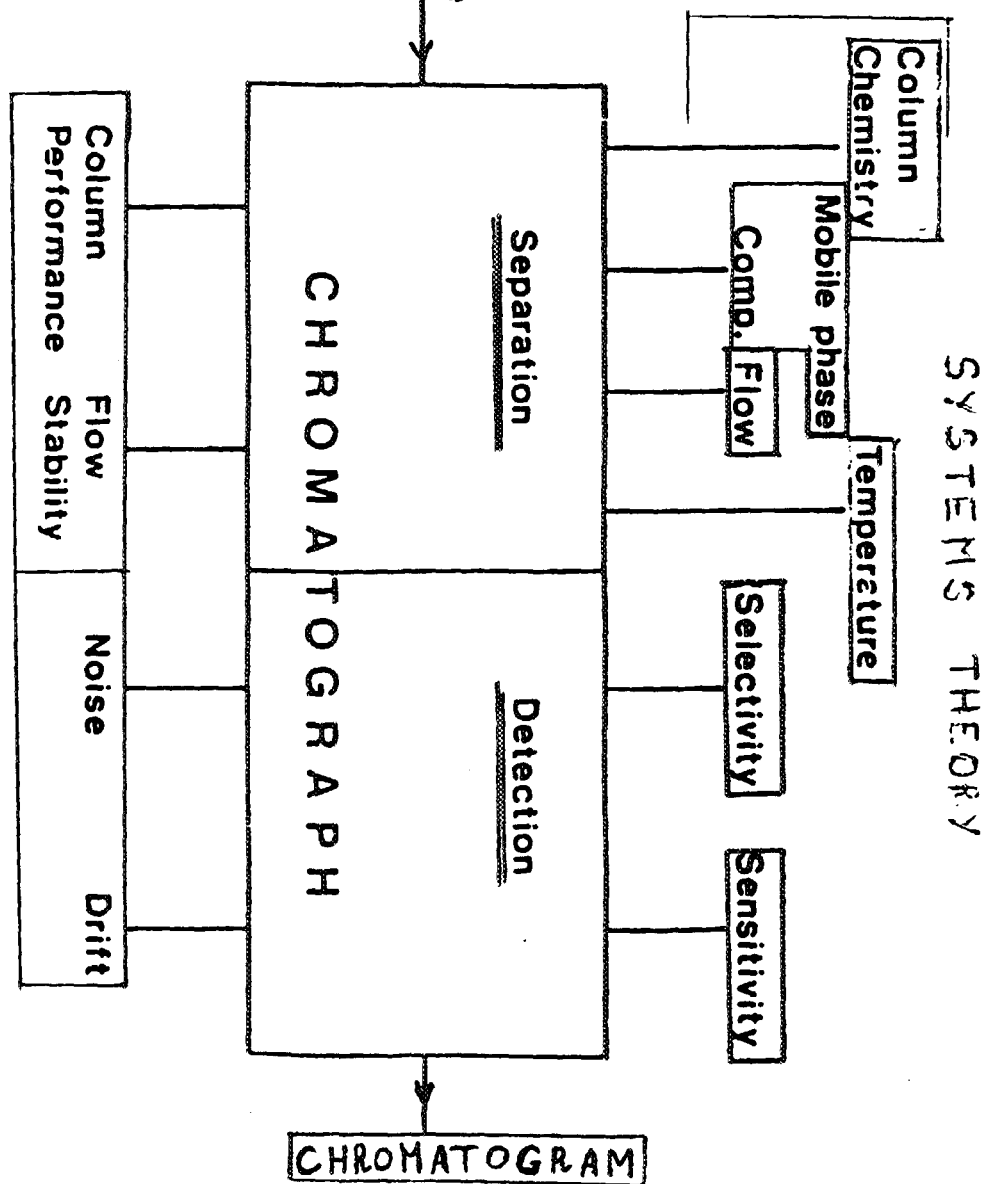 SYSTEMS THEORY
Column
Chemistry
Mobile phase
Comp.
Flow
Temperature
Selectivity
Sensitivity
Separation
Detection
CHROMATOGRAPH
Column
Performance
Flow
Stability
Noise
Drift
CHROMATOGRAM